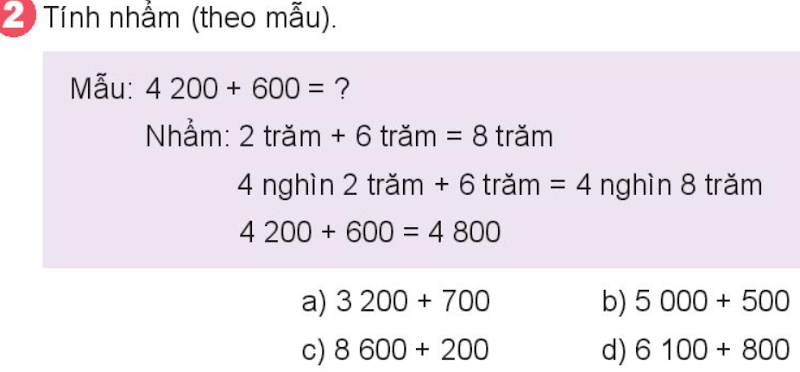 2 Tính nhẩm (theo mẫu).
Mẫu: 4 200 + 600 = ?
Nhẩm: 2 trăm + 6 trăm = 8 trăm
4 nghìn 2 trăm + 6 trăm = 4 nghìn 8 trăm
4 200 + 600 = 4 800
a) 3 200 + 700 b) 5 000 + 500
c) 8 600 + 200 d) 6 100 + 800